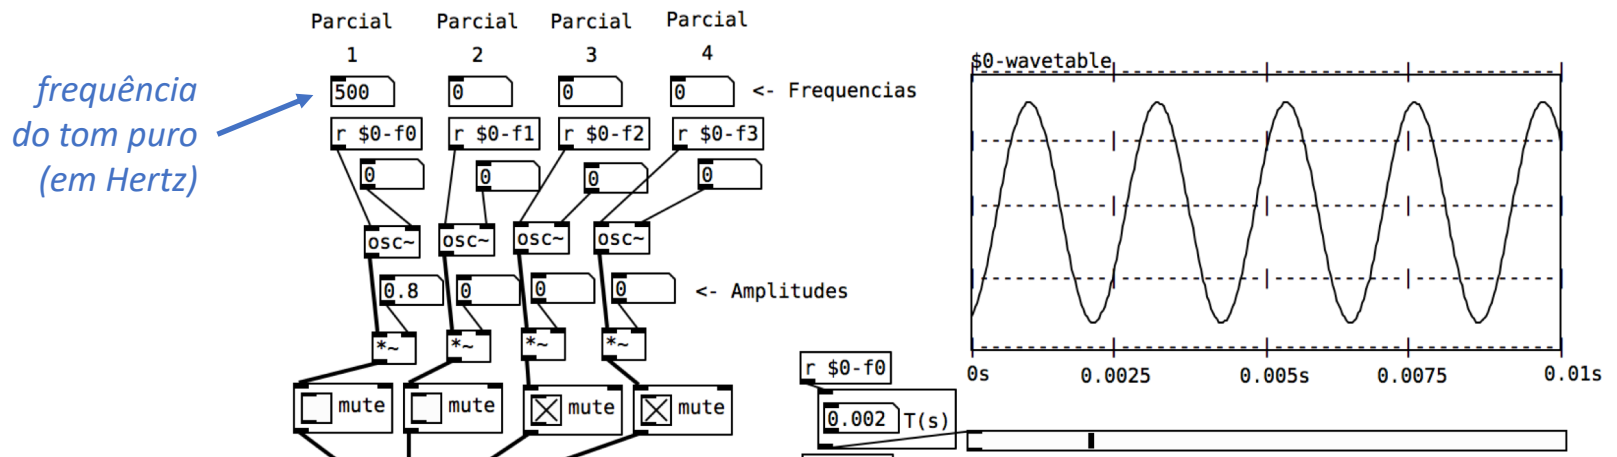 Parcial Parcial Parcial Parcial
1 2 3 4
frequência
do tom puro
(em Hertz)
500 0 0 0 <- Frequencias
r $0-f0 r $0-f1 r $0-f2 r $0-f3
0 0 0 0
osc~ osc~ osc~ osc~
0.8 0 0 0 <- Amplitudes
*~ *~ *~ *~
mute mute mute mute
r $0-f0
0.002 T(s)
$0-wavetable
0s 0.0025 0.005s 0.0075 0.01s